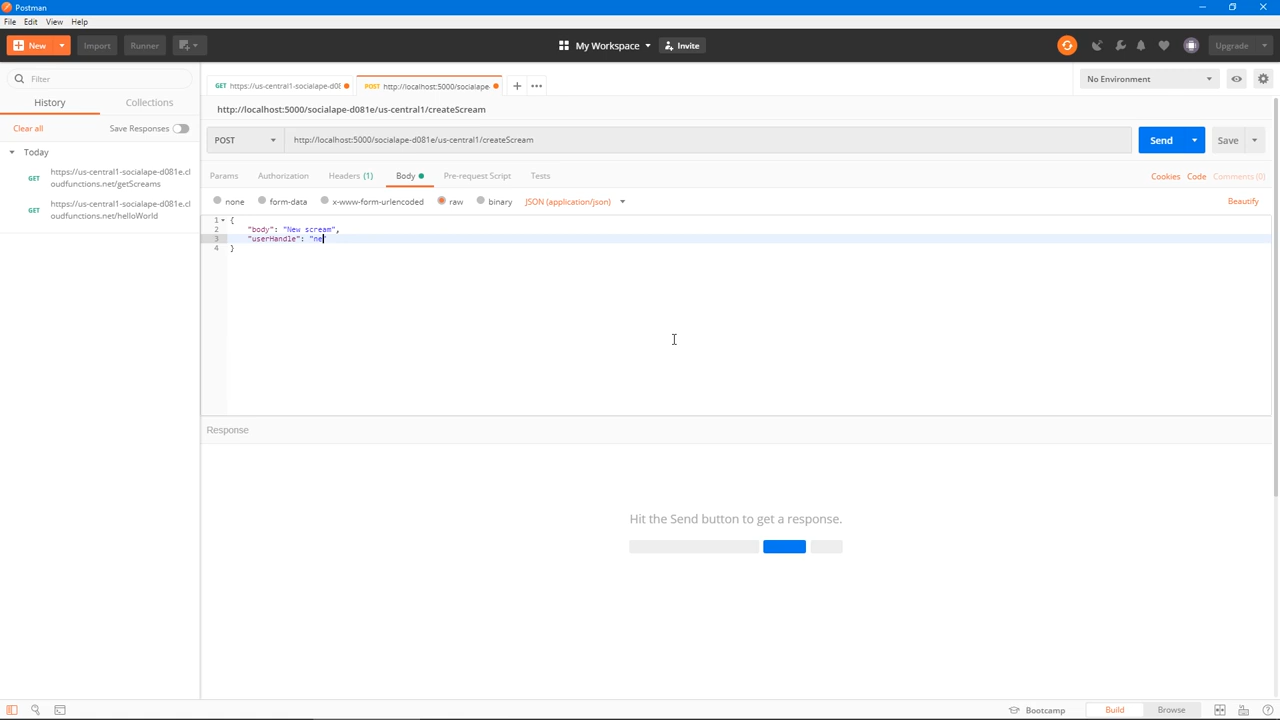 Postman
File Edit View Help
New Import Runner My Workspace Invite Upgrade
Filter
History Collections
Clear all Save Responses
Today
GET https://us-central1-socialape-d081e.cl
oudfunctions.net/getScreams
GET https://us-central1-socialape-d081e.cl
oudfunctions.net/helloWorld
GET https://us-central1-socialape-d08 POST http://localhost:5000/socialape- + ••• No Environment
http://localhost:5000/socialape-d081e/us-central1/createScream
POST http://localhost:5000/socialape-d081e/us-central1/createScream Send Save
Params Authorization Headers (1) Body Pre-request Script Tests Cookies Code Comments (0)
none form-data x-www-form-urlencoded raw binary JSON (application/json) Beautify
1 {
2 "body": "New scream",
3 "userHandle": "ne"
4 }
Response
Hit the Send button to get a response.
Bootcamp Build Browse